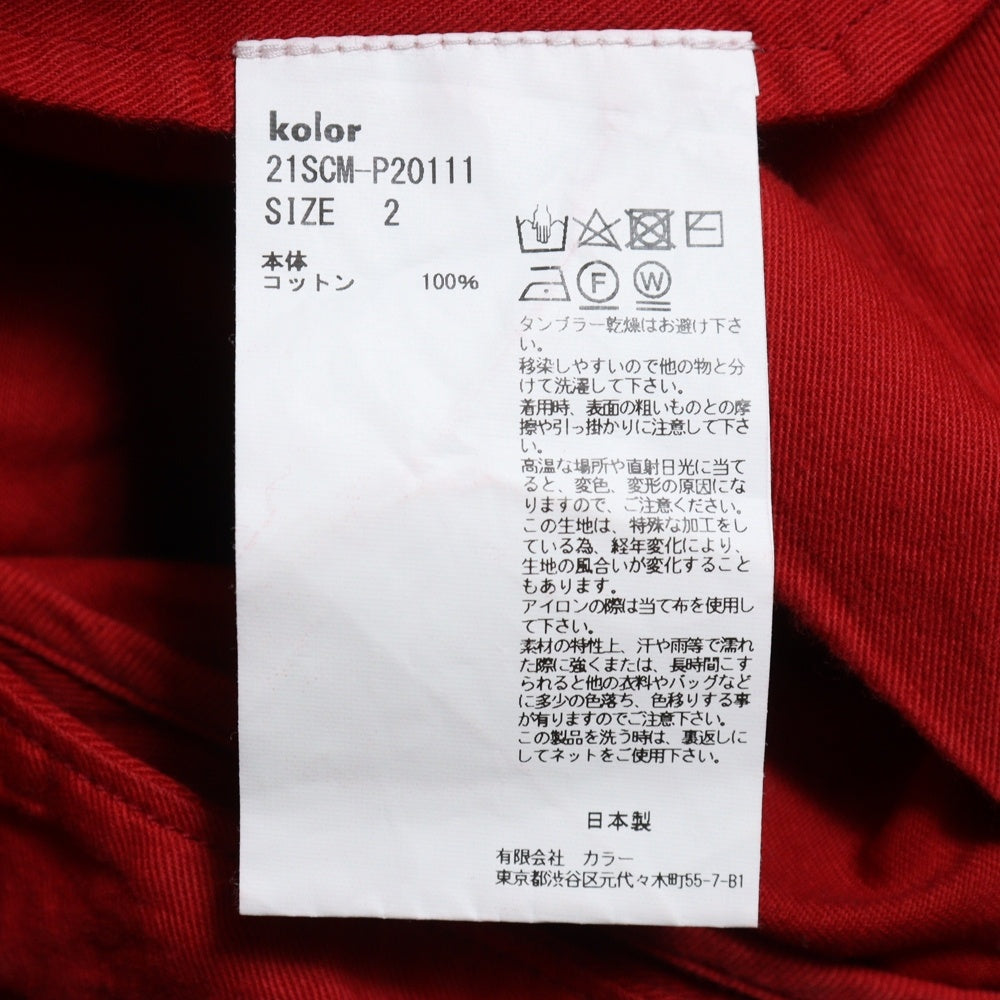 kolor
21SCM-P20111
SIZE 2
本体
コットン 100%
F
W
タンブラー乾燥はお避け下さ
い。
移染しやすいので他の物と分
けて洗濯して下さい。
着用時、表面の粗いものとの摩
擦や引っ掛かりに注意して下さ
い。
高温な場所や直射日光に当て
ると、変色、変形の原因にな
りますので、ご注意ください。
この生地は、特殊な加工をし
ている為、経年変化により、
生地の風合いが変化すること
もあります。
アイロンの際は当て布を使用し
て下さい。
素材の特性上、汗や雨等で濡れ
た際に強くまたは、長時間こす
られると他の衣料やバッグなど
に多少の色落ち、色移りする事
が有りますのでご注意下さい。
この製品を洗う時は、裏返しに
してネットをご使用下さい。
日本製
有限会社 カラー
東京都渋谷区元代々木町55-7-B1